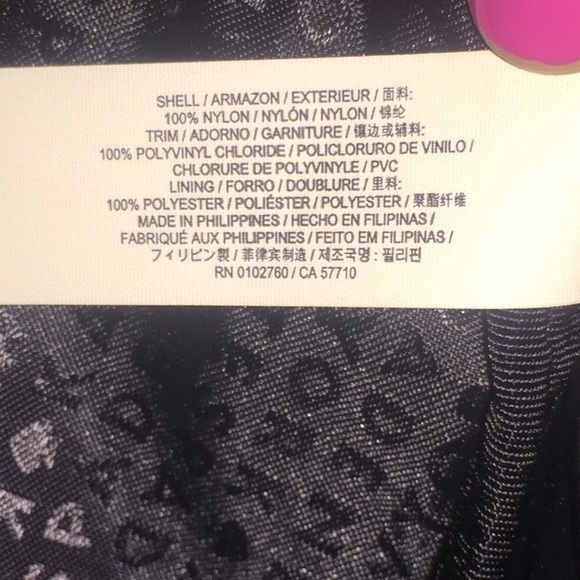 SHELL / ARMAZON / EXTERIEUR / 面料:
100% NYLON / NYLÓN / NYLON / 锦纶
TRIM / ADORNO / GARNITURE / 镶边或辅料:
100% POLYVINYL CHLORIDE / POLICLORURO DE VINILO /
CHLORURE DE POLYVINYLE / PVC
LINING / FORRO / DOUBLURE / 里料:
100% POLYESTER / POLIÉSTER / POLYESTER / 聚酯纤维
MADE IN PHILIPPINES / HECHO EN FILIPINAS /
FABRIQUÉ AUX PHILIPPINES / FEITO EM FILIPINAS /
フィリピン製 / 菲律宾制造 / 제조국명 : 필리핀
RN 0102760 / CA 57710